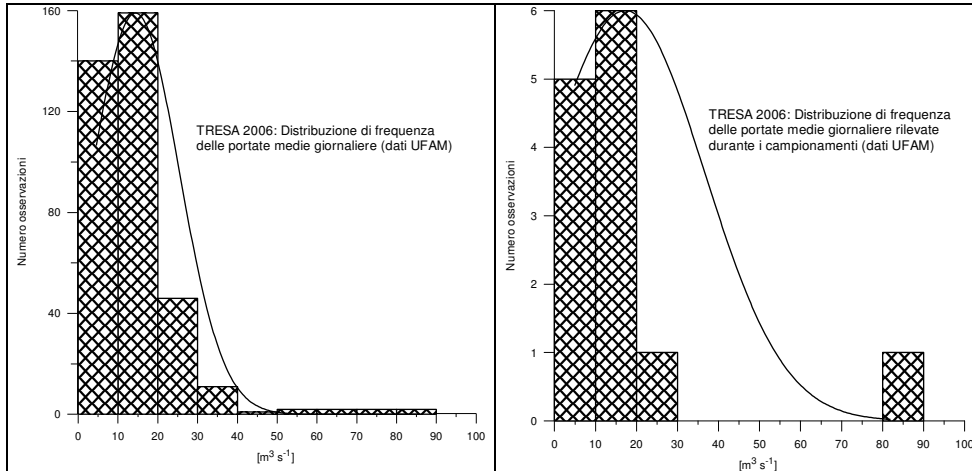 160
120
80
40
0
Numero osservazioni
TRESA 2006: Distribuzione di frequenza
delle portate medie giornaliere (dati UFAM)
0 10 20 30 40 50 60 70 80 90 100
[m³ s⁻¹]
6
5
4
3
2
1
0
Numero osservazioni
TRESA 2006: Distribuzione di frequenza
delle portate medie giornaliere rilevate
durante i campionamenti (dati UFAM)
0 10 20 30 40 50 60 70 80 90 100
[m³ s⁻¹]